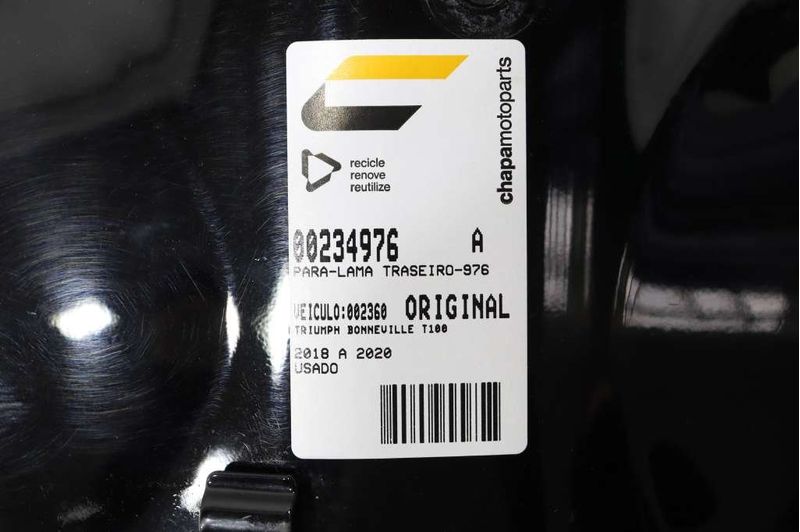 chapamotoparts
recicle
renove
reutilize
00234976 A
PARA-LAMA TRASEIRO-976
VEICULO:002360 ORIGINAL
TRIUMPH BONNEVILLE T100
2018 A 2020
USADO